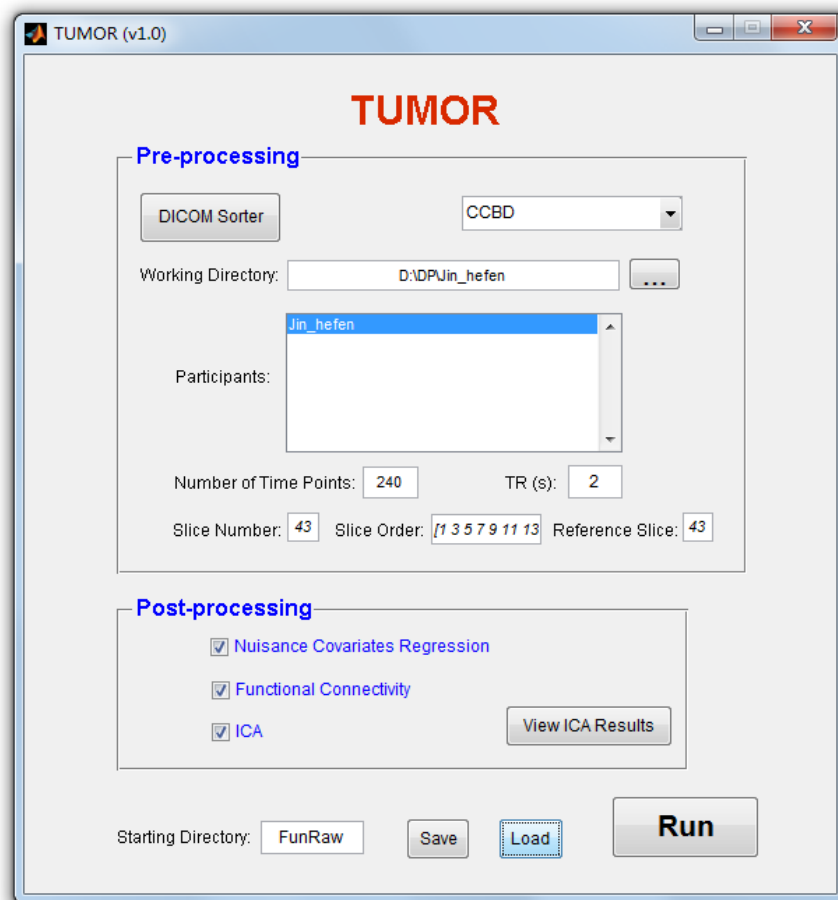 TUMOR (v1.0)
TUMOR
Pre-processing
DICOM Sorter
CCBD
Working Directory: D:\DP\Jin_hefen ...
Jin_hefen
Participants:
Number of Time Points: 240 TR (s): 2
Slice Number: 43 Slice Order: [1 3 5 7 9 11 13 Reference Slice: 43
Post-processing
Nuisance Covariates Regression
Functional Connectivity
ICA
View ICA Results
Starting Directory: FunRaw Save Load Run